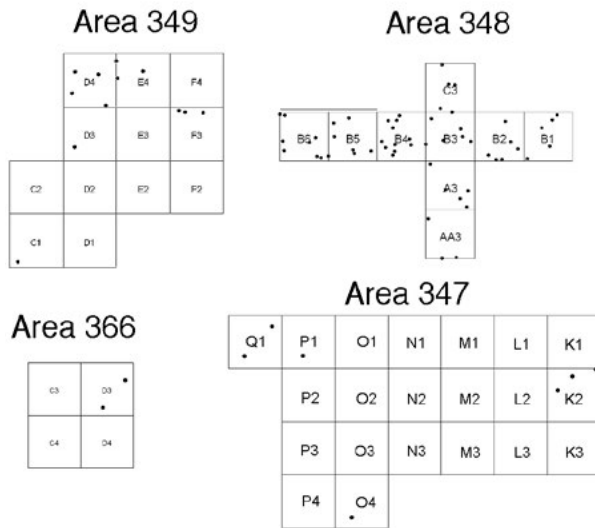 Area 349
D4 E4 F4
D3 E3 F3
C2 D2 E2 F2
C1 D1
Area 348
C3
B6 B5 B4 B3 B2 B1
A3
AA3
Area 366
C3 D3
C4 D4
Area 347
Q1 P1 O1 N1 M1 L1 K1
P2 O2 N2 M2 L2 K2
P3 O3 N3 M3 L3 K3
P4 O4